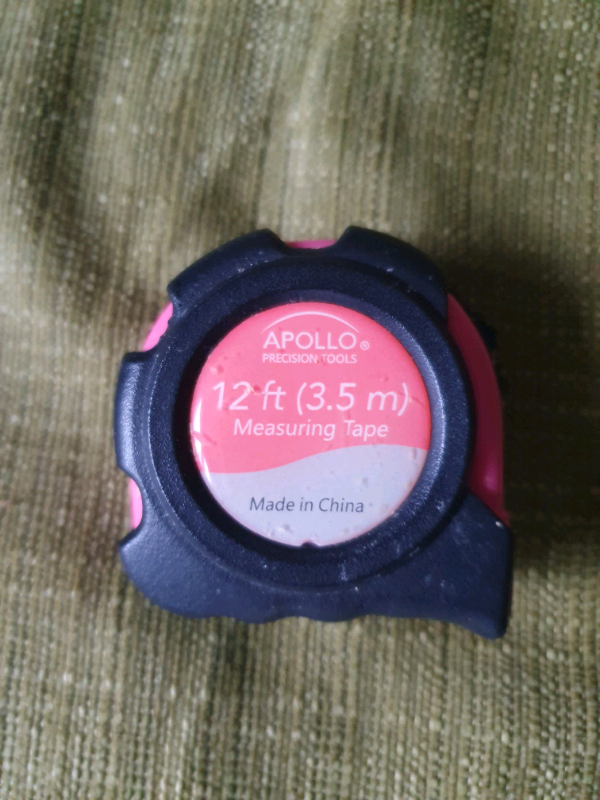 APOLLO®
PRECISION TOOLS
12 ft (3.5 m)
Measuring Tape
Made in China